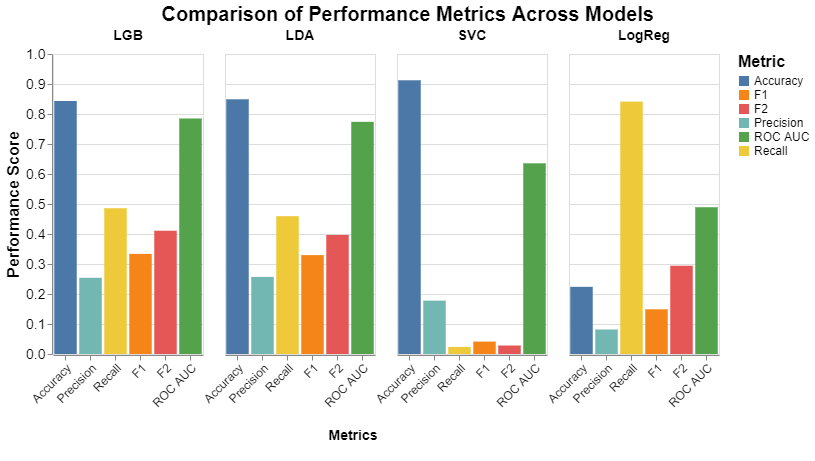 Comparison of Performance Metrics Across Models
LGB
LDA
SVC
LogReg
Performance Score
1.0
0.9
0.8
0.7
0.6
0.5
0.4
0.3
0.2
0.1
0.0
Accuracy
Precision
Recall
F1
F2
ROC AUC
Accuracy
Precision
Recall
F1
F2
ROC AUC
Accuracy
Precision
Recall
F1
F2
ROC AUC
Accuracy
Precision
Recall
F1
F2
ROC AUC
Metrics
Metric
Accuracy
F1
F2
Precision
ROC AUC
Recall